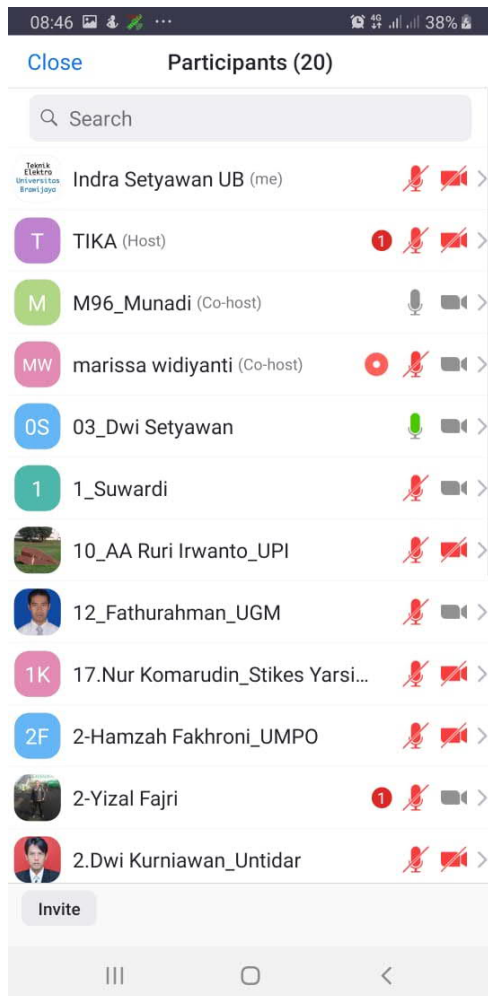 08:46 ... 4G 38%
Close Participants (20)
Search
Teknik
Elektro
Universitas
Brawijaya
Indra Setyawan UB (me)
T TIKA (Host) 1
M M96_Munadi (Co-host)
MW marissa widiyanti (Co-host)
0S 03_Dwi Setyawan
1 1_Suwardi
10_AA Ruri Irwanto_UPI
12_Fathurahman_UGM
1K 17.Nur Komarudin_Stikes Yarsi...
2F 2-Hamzah Fakhroni_UMPO
2-Yizal Fajri 1
2.Dwi Kurniawan_Untidar
Invite